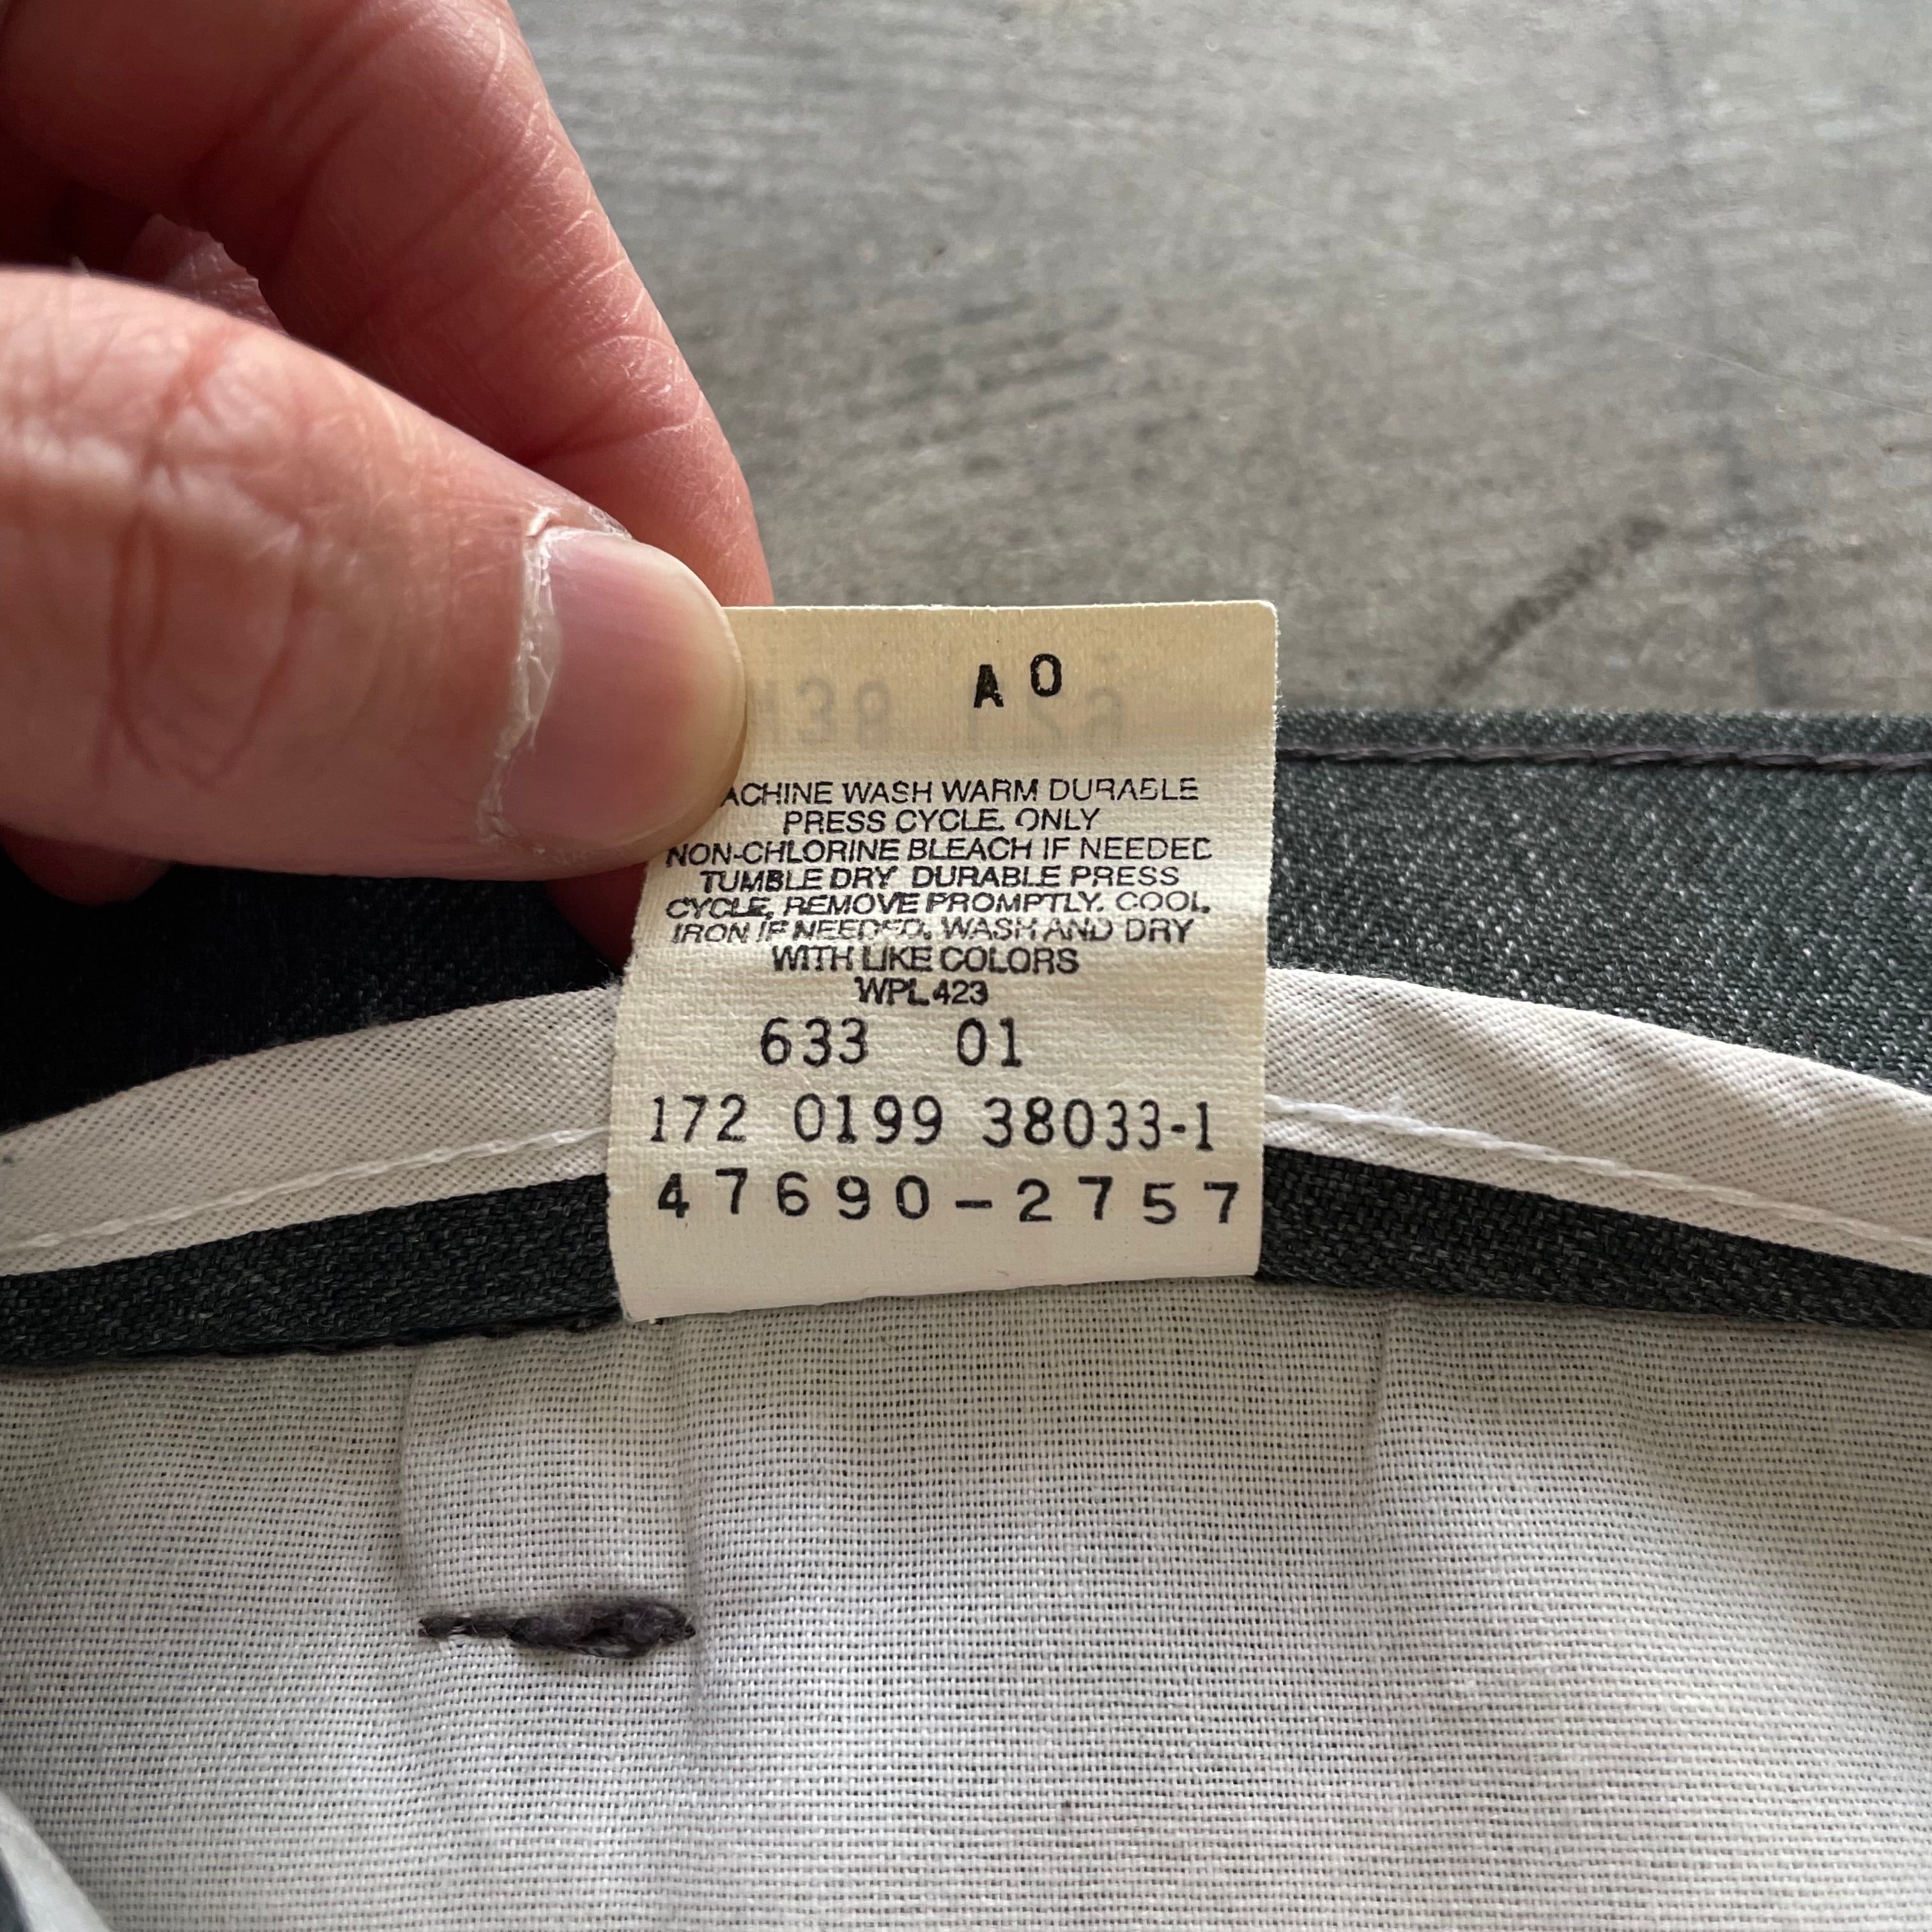 A 0
ACHINE WASH WARM DURABLE
PRESS CYCLE. ONLY
NON-CHLORINE BLEACH IF NEEDED
TUMBLE DRY DURABLE PRESS
CYCLE, REMOVE PROMPTLY. COOL
IRON IF NEEDED. WASH AND DRY
WITH LIKE COLORS
WPL 423
633 01
172 0199 38033-1
47690-2757